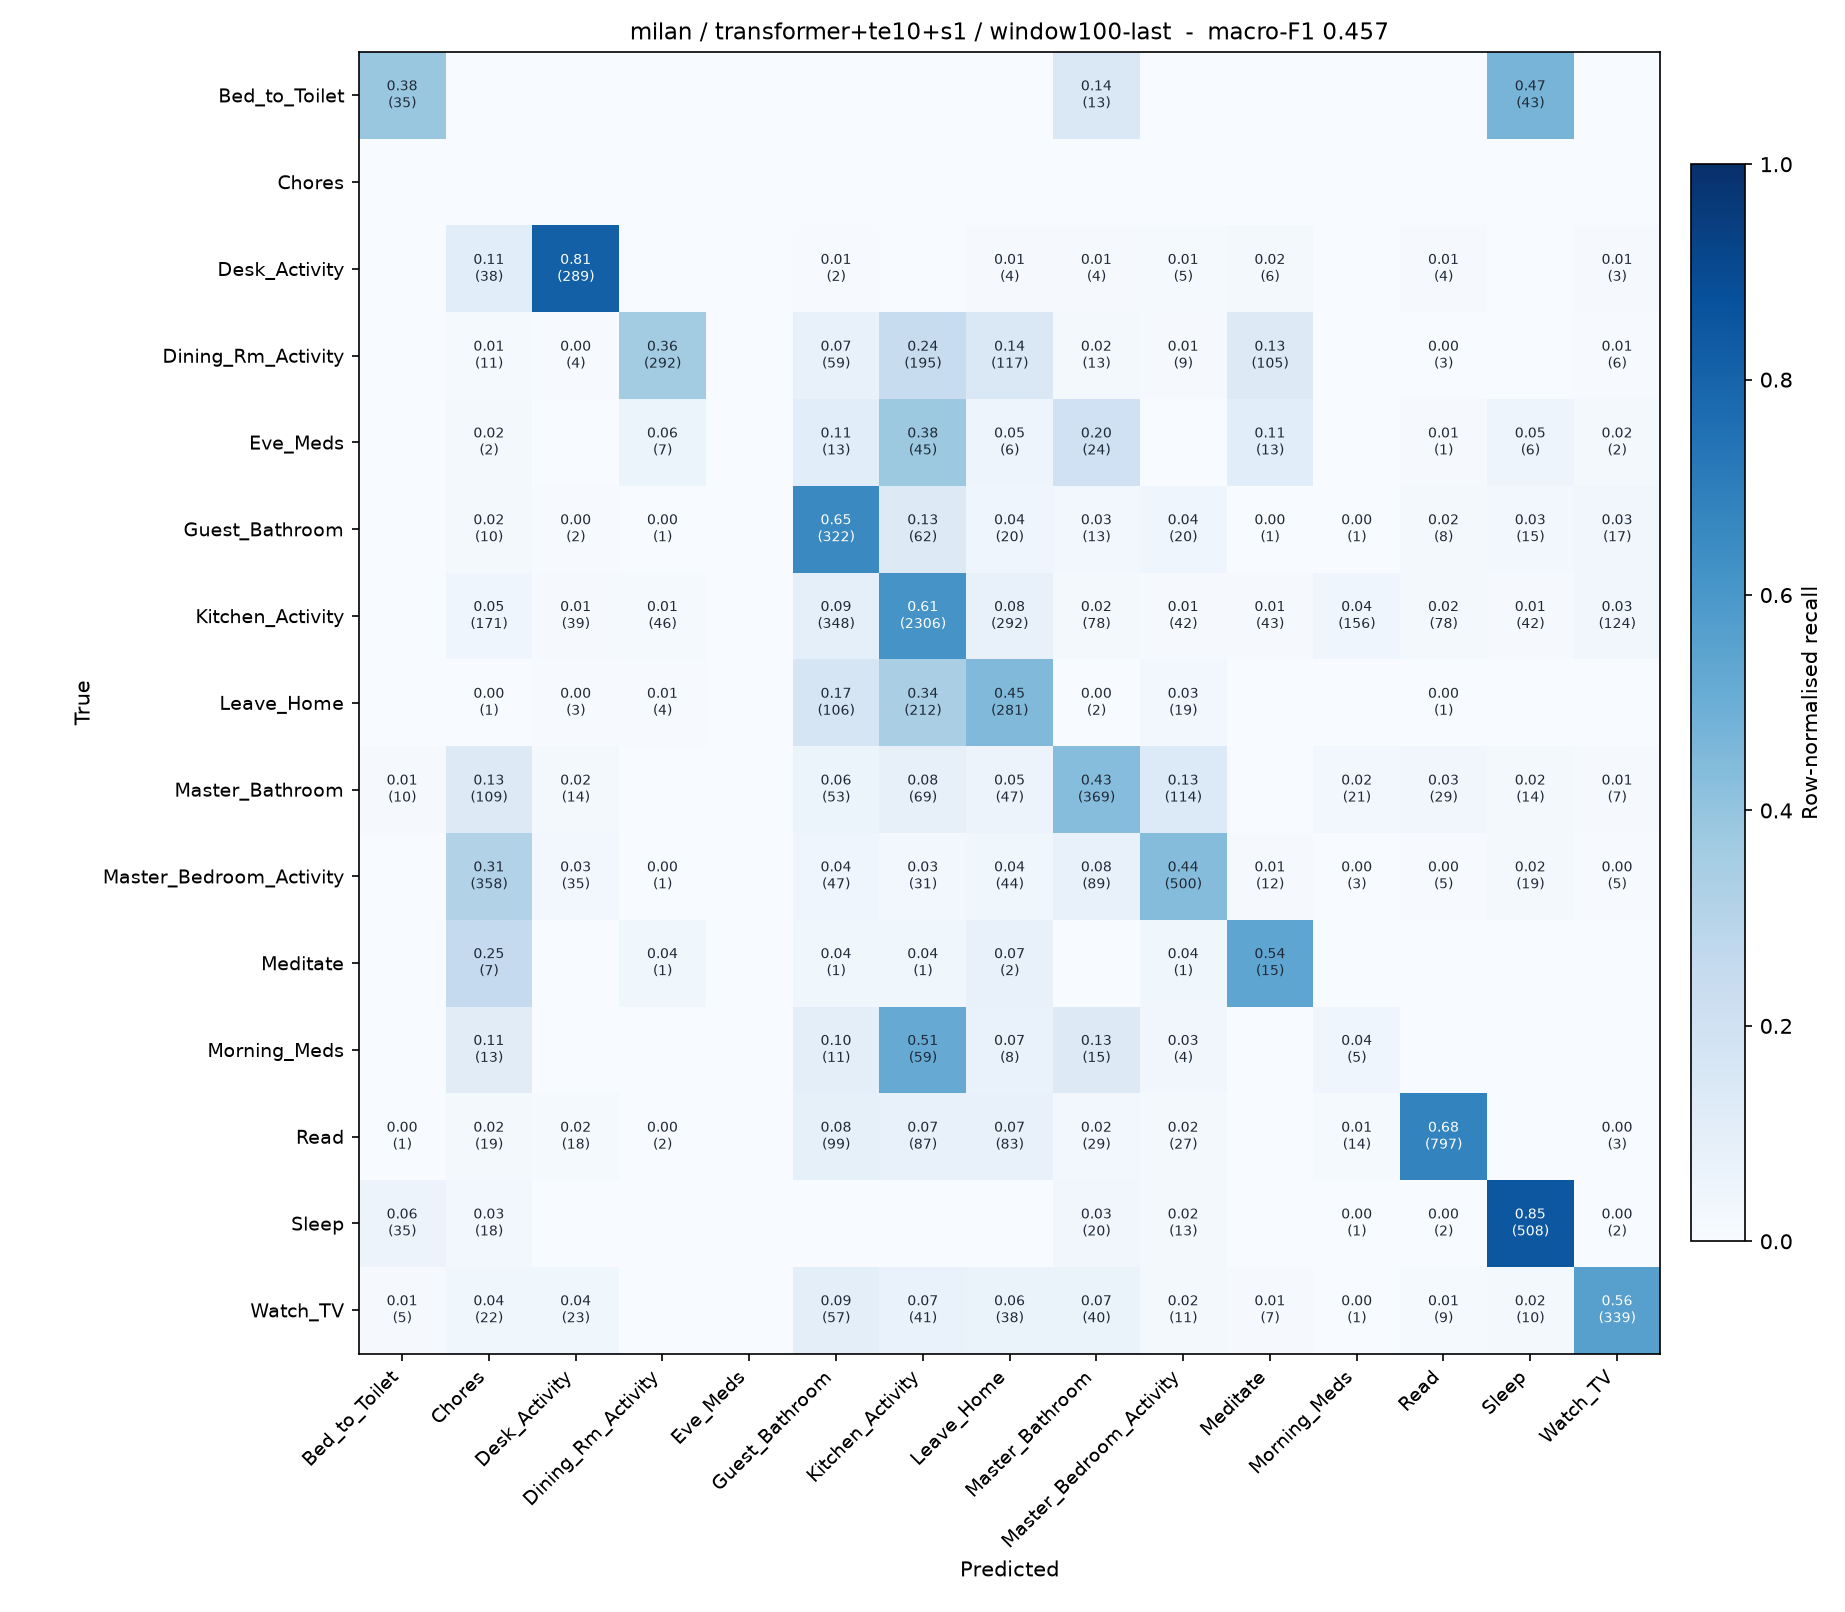 milan / transformer+te10+s1 / window100-last  -  macro-F1 0.457
Bed_to_Toilet
0.38 0.14 0.47
(35) (13) (43)
Chores
Desk_Activity
0.11 0.81 0.01 0.01 0.01 0.01 0.02 0.01 0.01
(38) (289) (2) (4) (4) (5) (6) (4) (3)
Dining_Rm_Activity
0.01 0.00 0.36 0.07 0.24 0.14 0.02 0.01 0.13 0.00 0.01
(11) (4) (292) (59) (195) (117) (13) (9) (105) (3) (6)
Eve_Meds
0.02 0.06 0.11 0.38 0.05 0.20 0.11 0.01 0.05 0.02
(2) (7) (13) (45) (6) (24) (13) (1) (6) (2)
Guest_Bathroom
0.02 0.00 0.00 0.65 0.13 0.04 0.03 0.04 0.00 0.00 0.02 0.03 0.03
(10) (2) (1) (322) (62) (20) (13) (20) (1) (1) (8) (15) (17)
Kitchen_Activity
0.05 0.01 0.01 0.09 0.61 0.08 0.02 0.01 0.01 0.04 0.02 0.01 0.03
(171) (39) (46) (348) (2306) (292) (78) (42) (43) (156) (78) (42) (124)
Leave_Home
0.00 0.00 0.01 0.17 0.34 0.45 0.00 0.03 0.00
(1) (3) (4) (106) (212) (281) (2) (19) (1)
Master_Bathroom
0.01 0.13 0.02 0.06 0.08 0.05 0.43 0.13 0.02 0.03 0.02 0.01
(10) (109) (14) (53) (69) (47) (369) (114) (21) (29) (14) (7)
Master_Bedroom_Activity
0.31 0.03 0.00 0.04 0.03 0.04 0.08 0.44 0.01 0.00 0.00 0.02 0.00
(358) (35) (1) (47) (31) (44) (89) (500) (12) (3) (5) (19) (5)
Meditate
0.25 0.04 0.04 0.04 0.07 0.04 0.54
(7) (1) (1) (1) (2) (1) (15)
Morning_Meds
0.11 0.10 0.51 0.07 0.13 0.03 0.04
(13) (11) (59) (8) (15) (4) (5)
Read
0.00 0.02 0.02 0.00 0.08 0.07 0.07 0.02 0.02 0.01 0.68 0.00
(1) (19) (18) (2) (99) (87) (83) (29) (27) (14) (797) (3)
Sleep
0.06 0.03 0.03 0.02 0.00 0.00 0.85 0.00
(35) (18) (20) (13) (1) (2) (508) (2)
Watch_TV
0.01 0.04 0.04 0.09 0.07 0.06 0.07 0.02 0.01 0.00 0.01 0.02 0.56
(5) (22) (23) (57) (41) (38) (40) (11) (7) (1) (9) (10) (339)
True
Bed_to_Toilet
Chores
Desk_Activity
Dining_Rm_Activity
Eve_Meds
Guest_Bathroom
Kitchen_Activity
Leave_Home
Master_Bathroom
Master_Bedroom_Activity
Meditate
Morning_Meds
Read
Sleep
Watch_TV
Predicted
1.0
0.8
0.6
0.4
0.2
0.0
Row-normalised recall